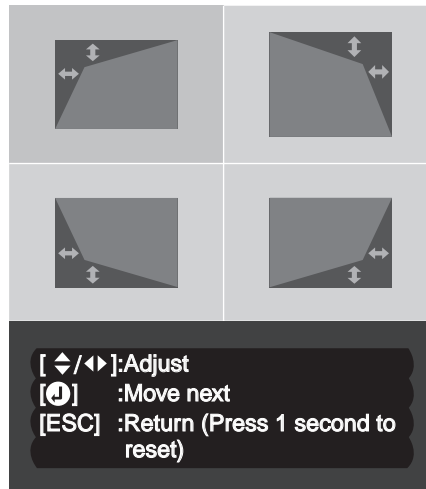 [ ⬍/⬌ ]:Adjust
[⏎] :Move next
[ESC] :Return (Press 1 second to
reset)